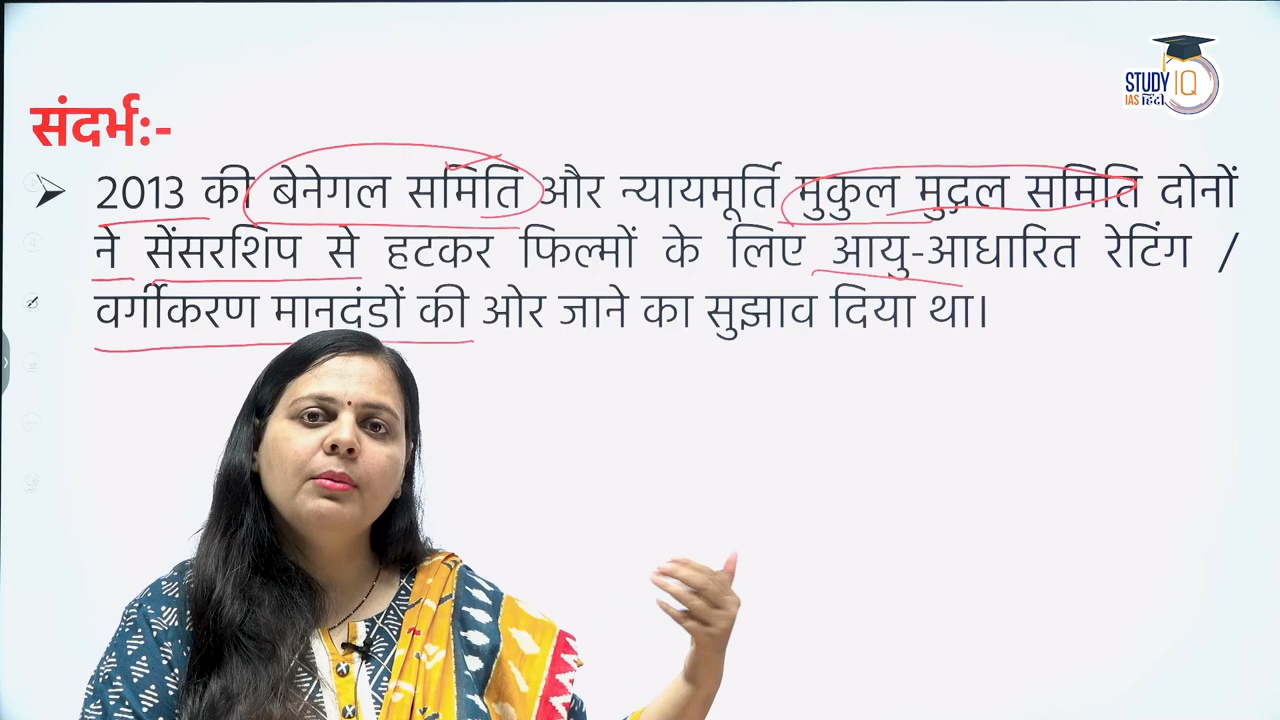 STUDY IQ
IAS हिंदी
संदर्भ:-
2013 की बेनेगल समिति और न्यायमूर्ति मुकुल मुद्गल समिति दोनों
ने सेंसरशिप से हटकर फिल्मों के लिए आयु-आधारित रेटिंग /
वर्गीकरण मानदंडों की ओर जाने का सुझाव दिया था।